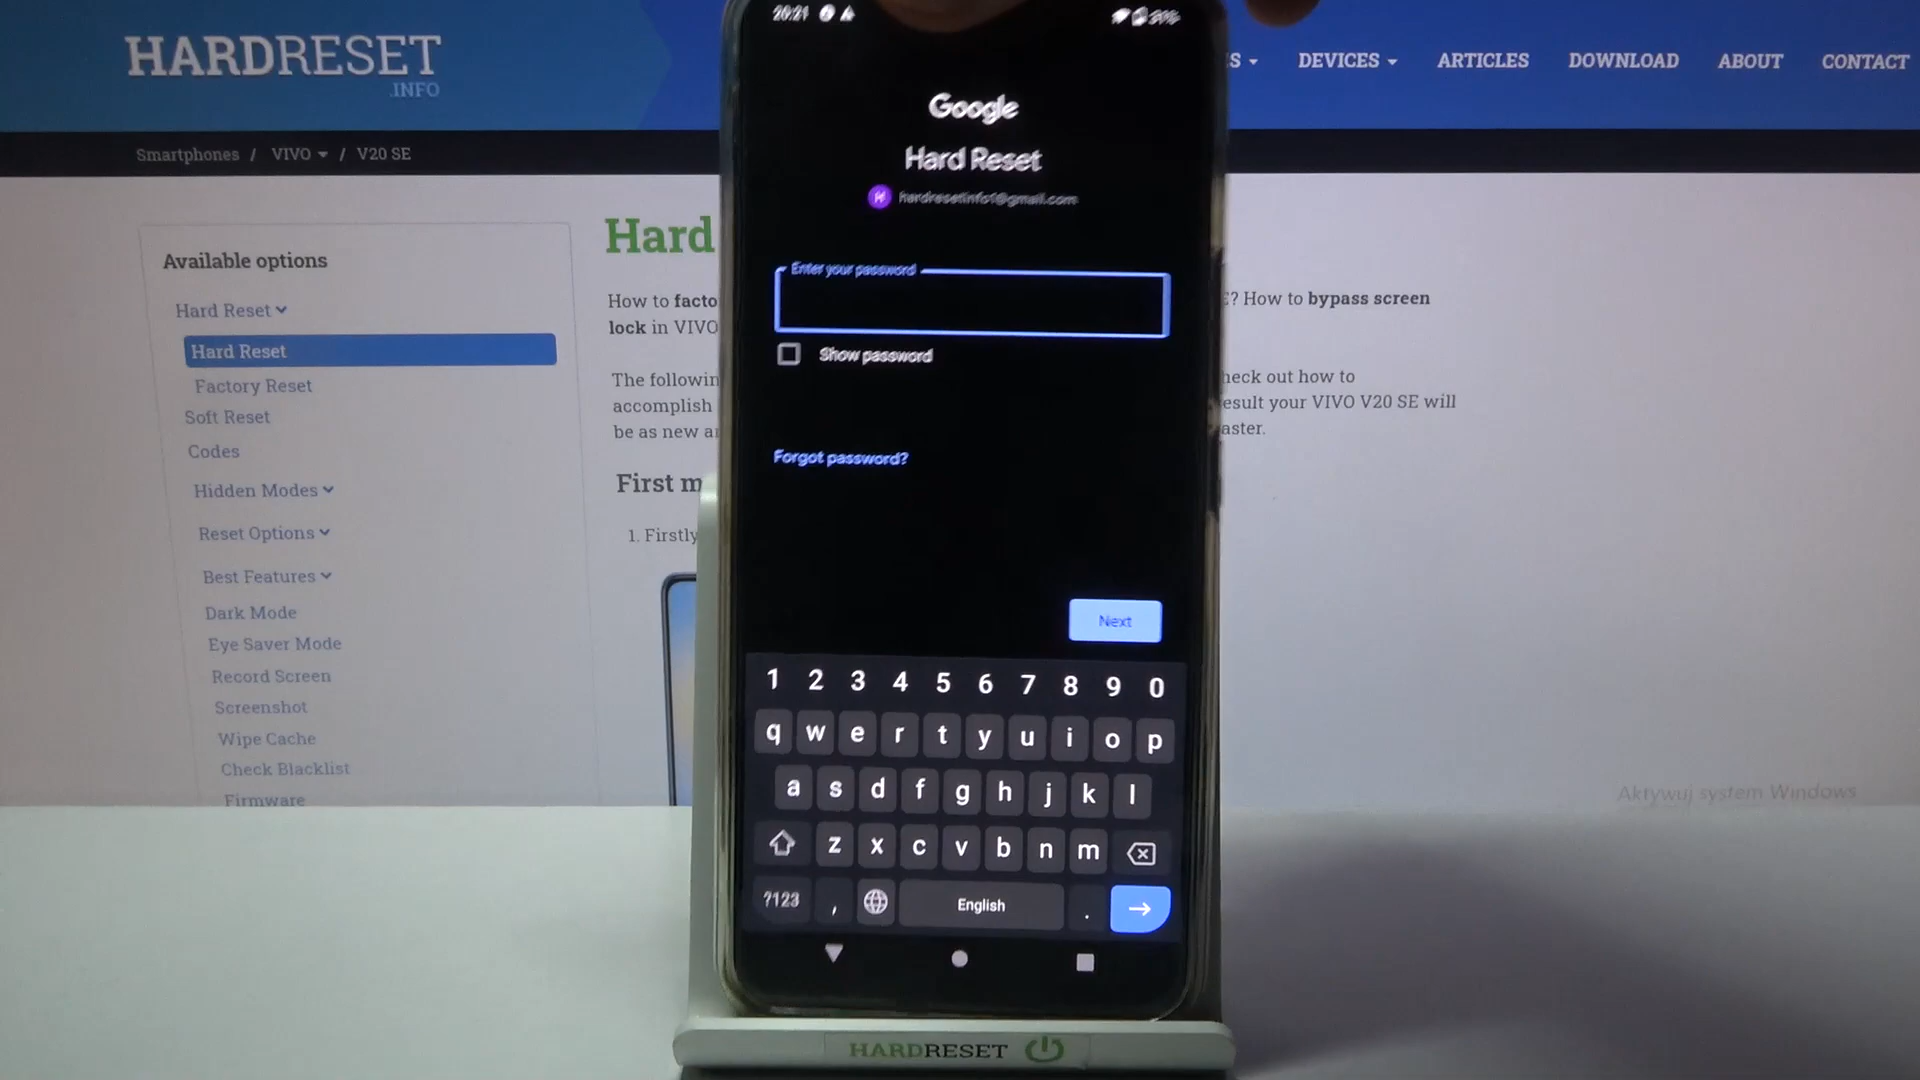 HARDRESET
.INFO
S
DEVICES
ARTICLES
DOWNLOAD
ABOUT
CONTACT
Smartphones / VIVO / V20 SE
Available options
Hard Reset
Hard Reset
Factory Reset
Soft Reset
Codes
Hidden Modes
Reset Options
Best Features
Dark Mode
Eye Saver Mode
Record Screen
Screenshot
Wipe Cache
Check Blacklist
Firmware
Hard
How to facto
lock in VIVO
? How to bypass screen
The following
heck out how to
accomplish
esult your VIVO V20 SE will
be as new a
aster.
First m
1. Firstly
20:21
Google
Hard Reset
H hardresetinfo1@gmail.com
Enter your password
Show password
Forgot password?
Next
1 2 3 4 5 6 7 8 9 0
q w e r t y u i o p
a s d f g h j k l
z x c v b n m
?123 , English .
Aktywuj system Windows
HARDRESET